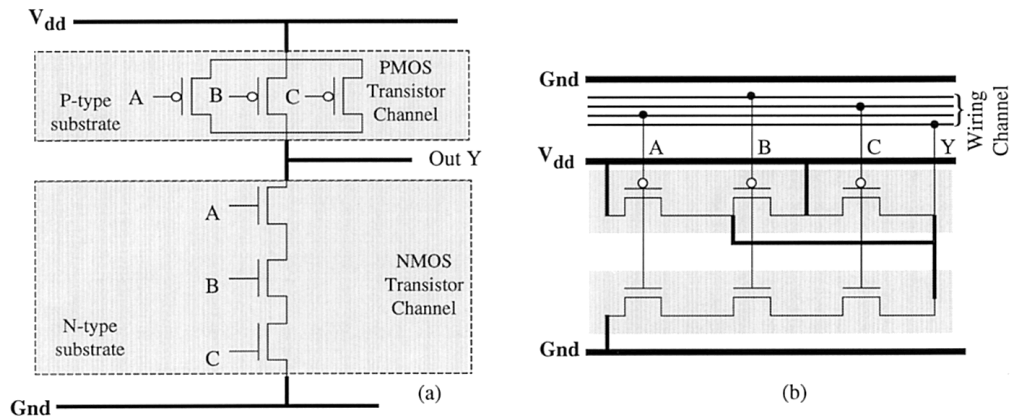 Vdd
P-type
substrate
A
B
C
PMOS
Transistor
Channel
Out Y
A
B
C
NMOS
Transistor
Channel
N-type
substrate
Gnd
(a)
Gnd
Wiring
Channel
Vdd
A
B
C
Y
Gnd
(b)